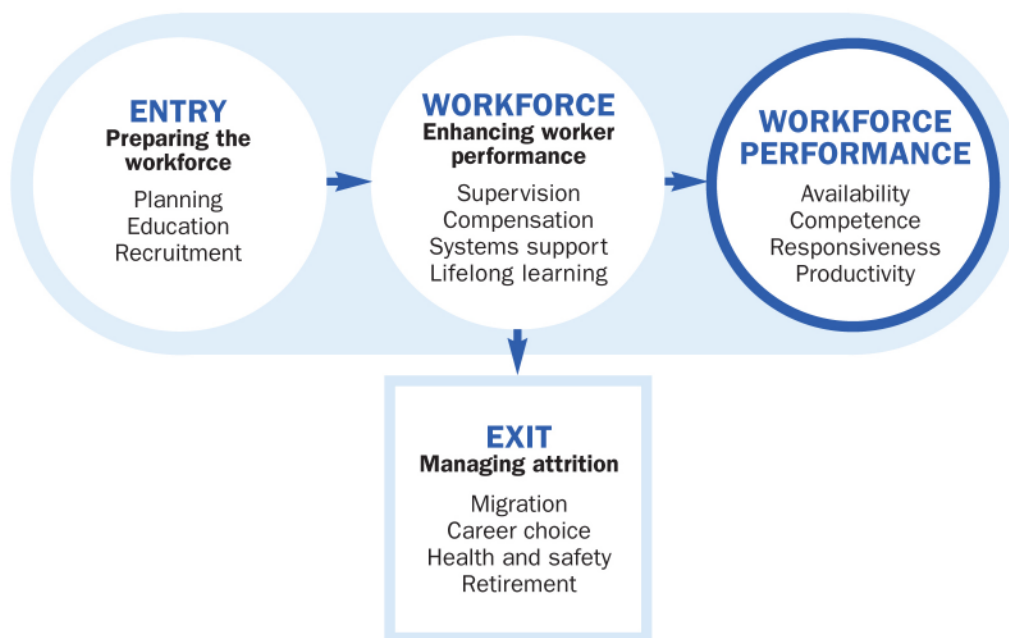 ENTRY
Preparing the
workforce
Planning
Education
Recruitment
WORKFORCE
Enhancing worker
performance
Supervision
Compensation
Systems support
Lifelong learning
WORKFORCE
PERFORMANCE
Availability
Competence
Responsiveness
Productivity
EXIT
Managing attrition
Migration
Career choice
Health and safety
Retirement